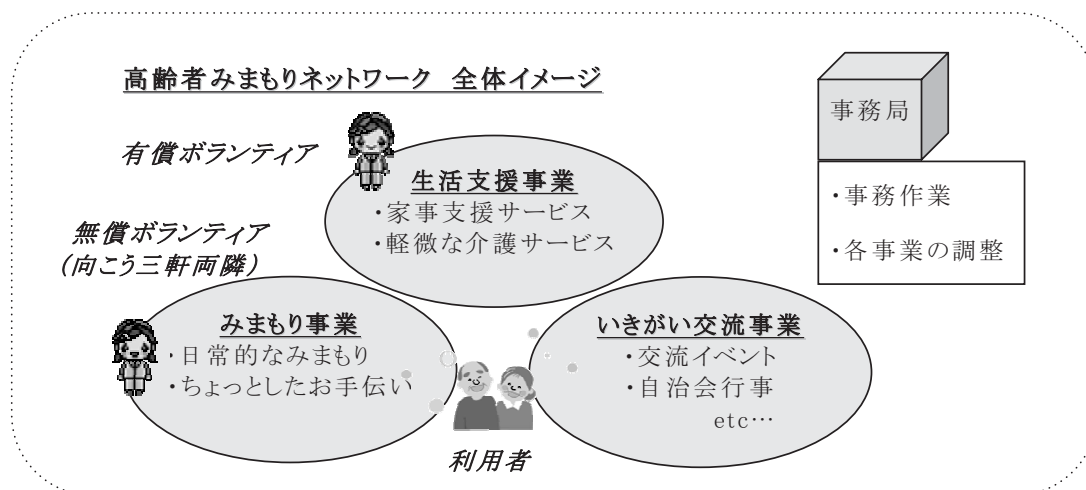 高齢者みまもりネットワーク 全体イメージ
事務局
・事務作業
・各事業の調整
有償ボランティア
生活支援事業
・家事支援サービス
・軽微な介護サービス
無償ボランティア
(向こう三軒両隣)
みまもり事業
・日常的なみまもり
・ちょっとしたお手伝い
いきがい交流事業
・交流イベント
・自治会行事
etc…
利用者